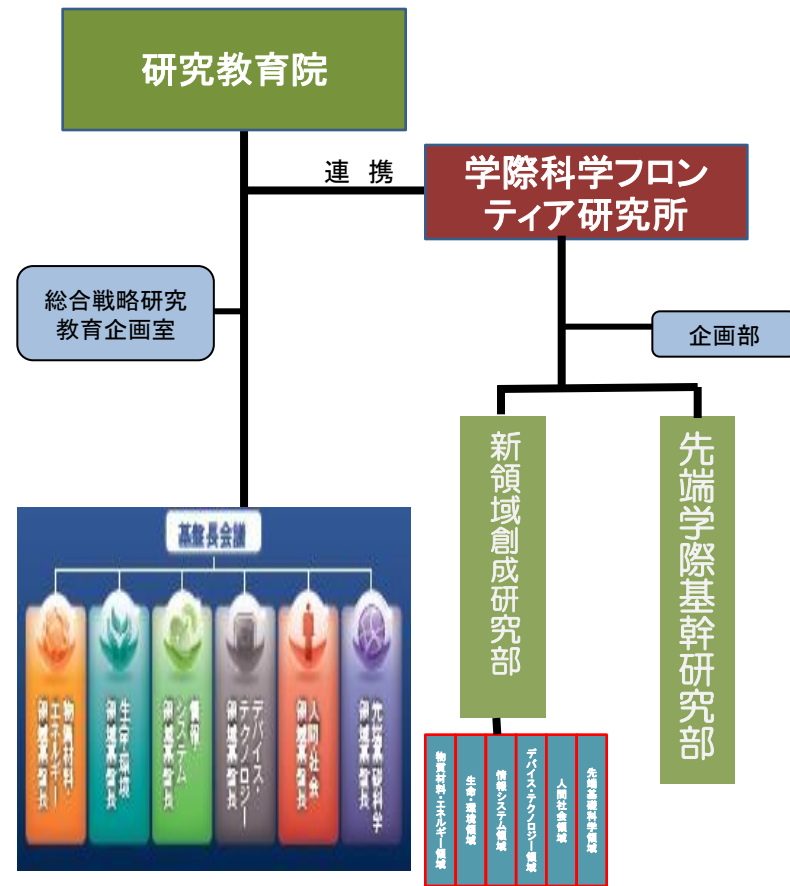 研究教育院
連 携
学際科学フロン
ティア研究所
総合戦略研究
教育企画室
企画部
基盤長会議
物質材料
エネルギー
領域基盤長
生命・環境
領域基盤長
情報
システム
領域基盤長
デバイス・
テクノロジー
領域基盤長
人間・社会
領域基盤長
先端基礎科学
領域基盤長
新領域創成研究部
先端学際基幹研究部
物質材料・エネルギー領域
生命・環境領域
情報システム領域
デバイス・テクノロジー領域
人間社会領域
先端基礎科学領域